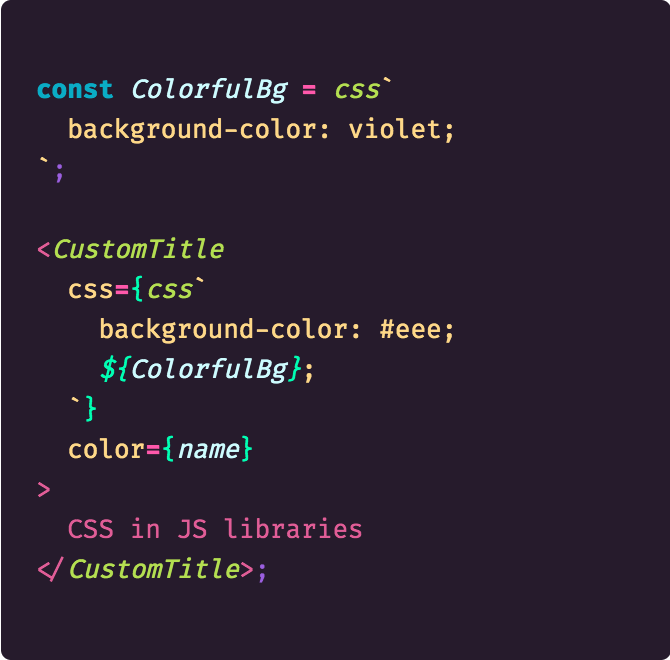 const ColorfulBg = css`
  background-color: violet;
`;

<CustomTitle
  css={css`
    background-color: #eee;
    ${ColorfulBg};
  `}
  color={name}
>
  CSS in JS libraries
</CustomTitle>;